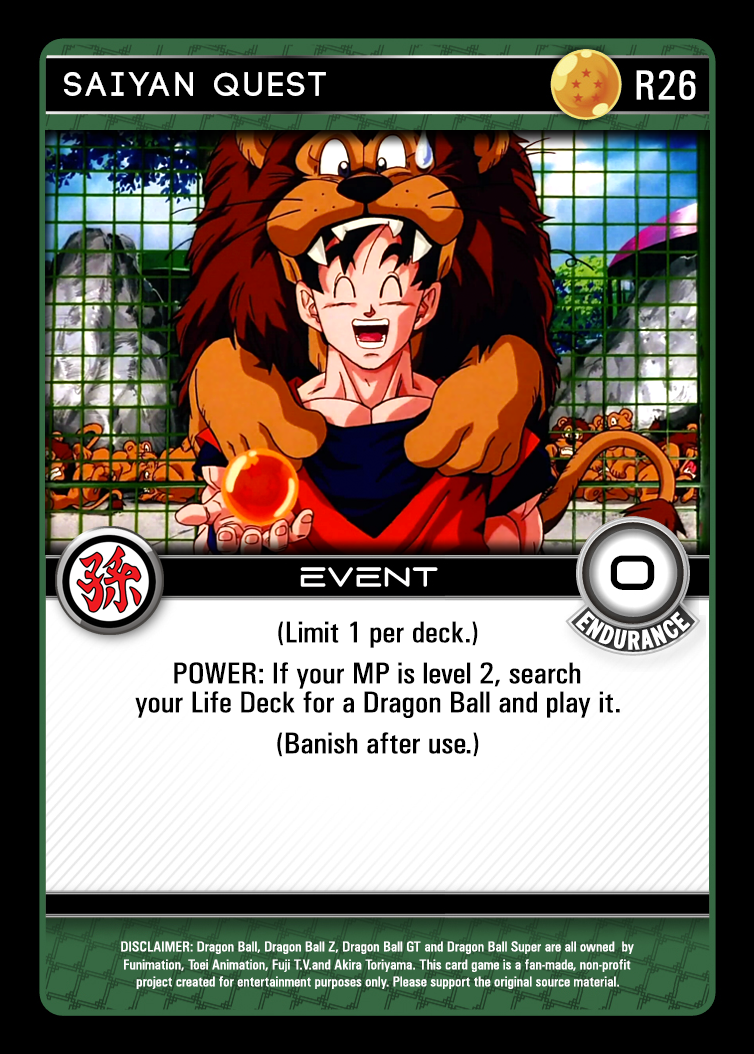 SAIYAN QUEST
R26
孫
EVENT
0
ENDURANCE
(Limit 1 per deck.)
POWER: If your MP is level 2, search
your Life Deck for a Dragon Ball and play it.
(Banish after use.)
DISCLAIMER: Dragon Ball, Dragon Ball Z, Dragon Ball GT and Dragon Ball Super are all owned by
Funimation, Toei Animation, Fuji T.V.and Akira Toriyama. This card game is a fan-made, non-profit
project created for entertainment purposes only. Please support the original source material.